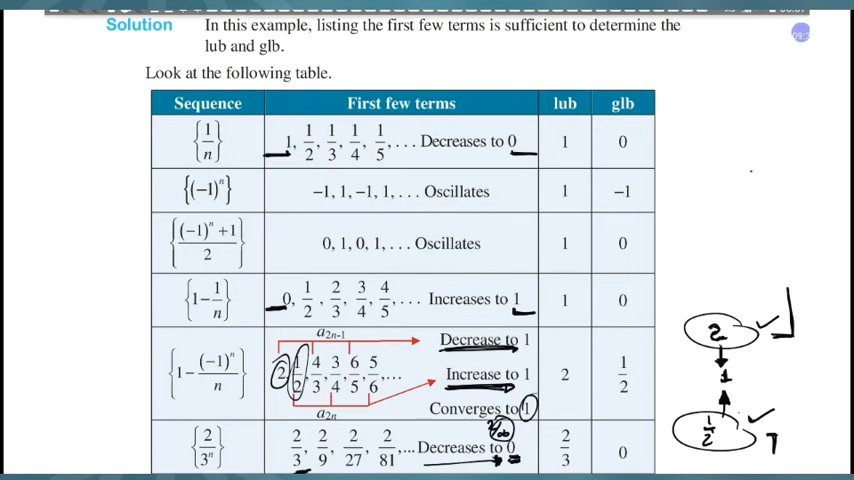 Solution In this example, listing the first few terms is sufficient to determine the
lub and glb.
Look at the following table.
Sequence First few terms lub glb
{1/n} 1, 1/2, 1/3, 1/4, 1/5, ... Decreases to 0 1 0
{(−1)^n} −1, 1, −1, 1, ... Oscillates 1 −1
{((−1)^n + 1)/2} 0, 1, 0, 1, ... Oscillates 1 0
{1 − 1/n} 0, 1/2, 2/3, 3/4, 4/5, ... Increases to 1 1 0
a_{2n-1} Decrease to 1
{1 − (−1)^n/n} 2, 1/2, 4/3, 3/4, 6/5, 5/6, ... Increase to 1 2 1/2
a_{2n} Converges to 1
{2/3^n} 2/3, 2/9, 2/27, 2/81, ... Decreases to 0 2/3 0
2
1
1/2